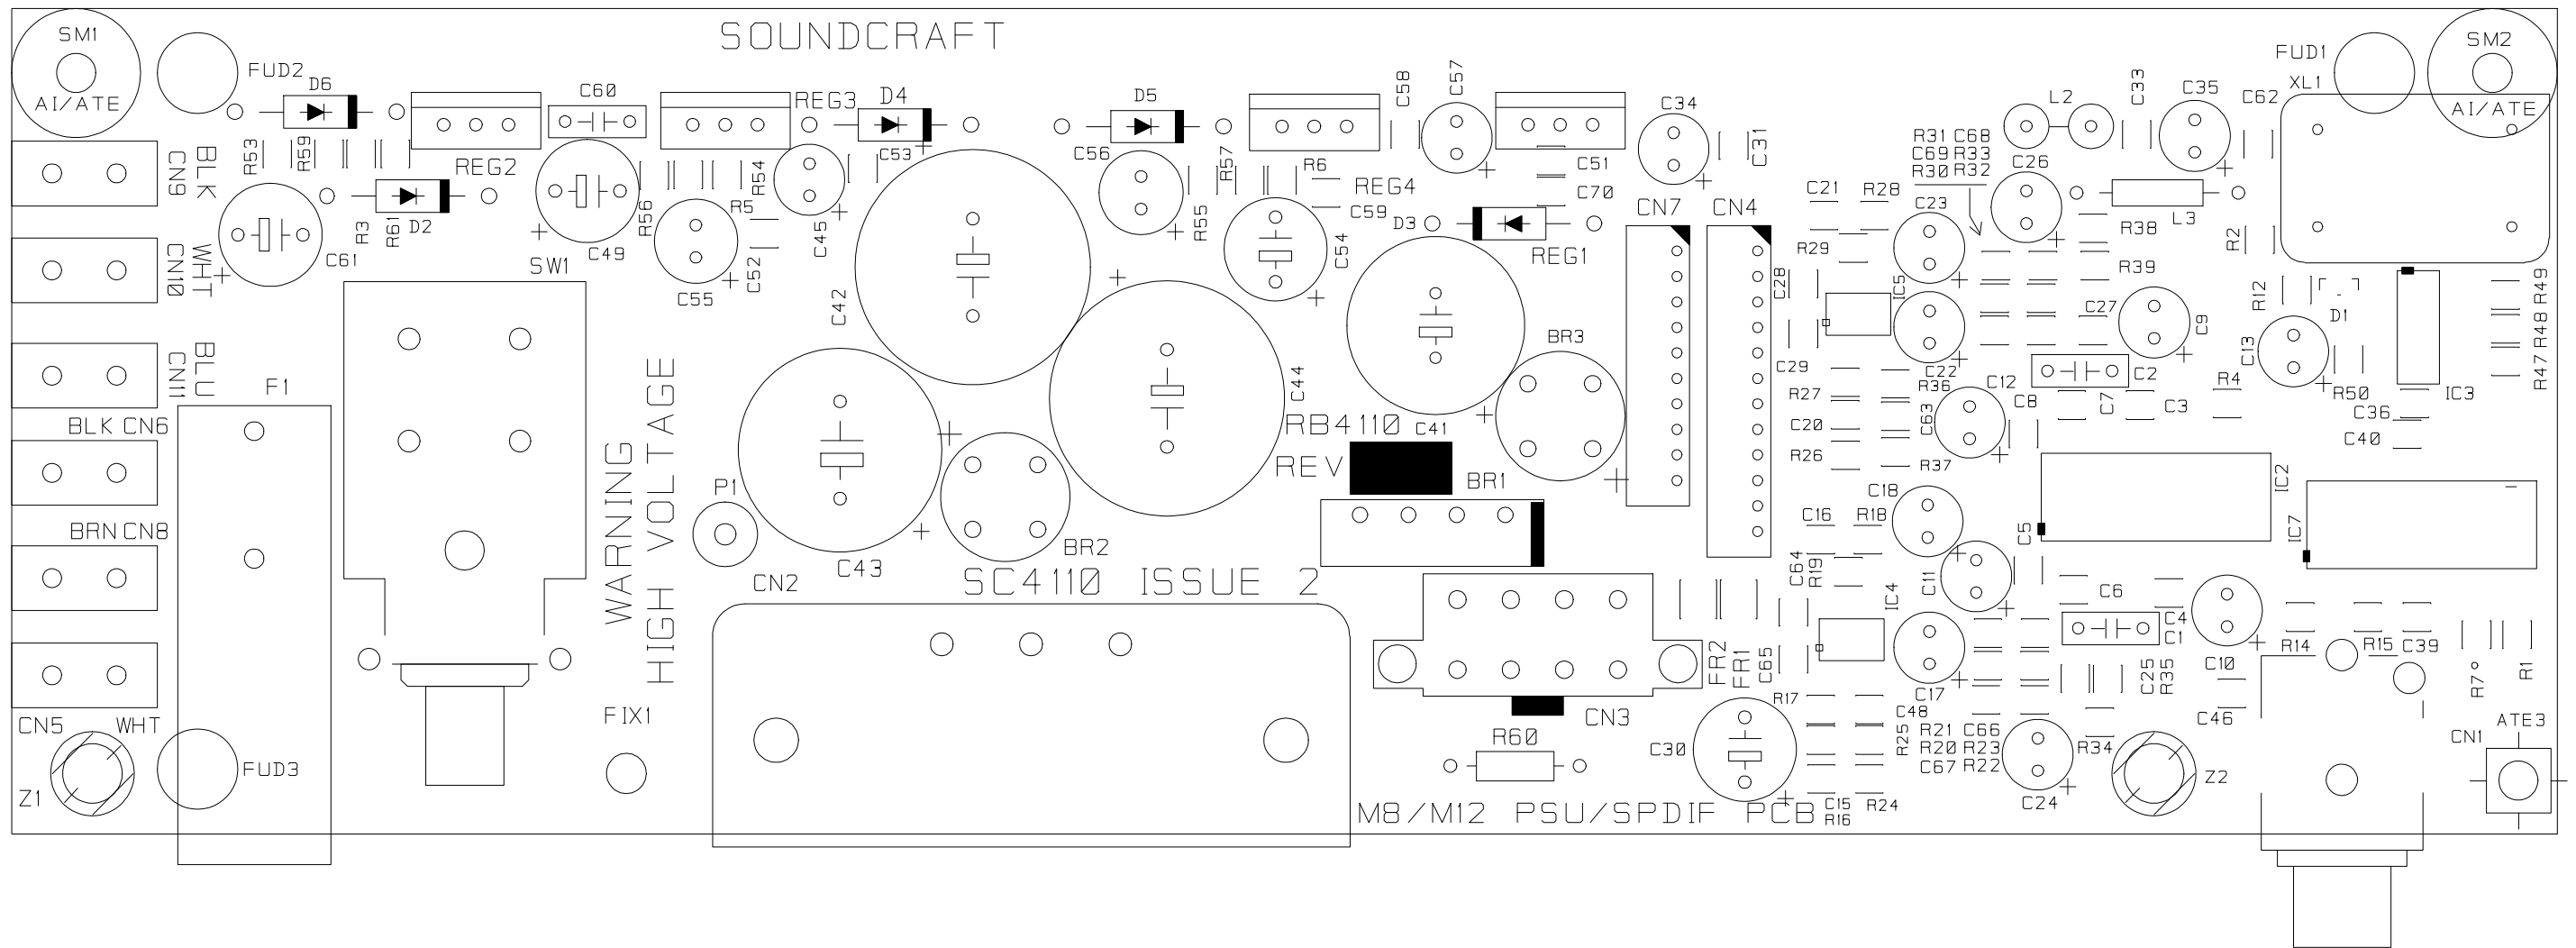 SOUNDCRAFT
SM1
AI/ATE
FUD2
D6
C60
REG3
D4
D5
C58
C57
C34
L2
C33
C35
C62
FUD1
XL1
SM2
AI/ATE
CN9
BLK
R53
R59
REG2
R54
C53
C56
R57
R6
REG4
C59
C51
C70
C31
R31 C68
C69 R33
R30 R32
C26
C21
R28
C23
L3
R3
R61
D2
R56
R5
C45
R55
D3
REG1
CN7
CN4
R38
R2
CN10
WHT
C61
C49
SW1
C55
C52
C54
R29
R39
C42
C28
IC5
C27
C9
R12
D1
R49
R48
R47
CN11
BLU
F1
C44
BR3
C29
C22
C2
C13
R50
IC3
BLK CN6
RB4110
C41
R27
R36
C12
C63
C8
C7
C3
R4
C36
C20
C40
REV
BR1
R26
R37
IC2
P1
C18
BRN CN8
WARNING
HIGH VOLTAGE
C43
BR2
C16
R18
C5
IC7
CN2
SC4110 ISSUE 2
C64
R19
IC4
C11
C6
C4
C1
R14
R15
C39
FR2
FR1
C65
C17
C25
R35
C10
R7
R1
CN5
WHT
FIX1
CN3
R17
C48
C46
ATE3
CN1
R60
C30
R25
R21 C66
R20 R23
C67 R22
R34
FUD3
Z1
Z2
C24
M8/M12 PSU/SPDIF PCB
C15
R16
R24